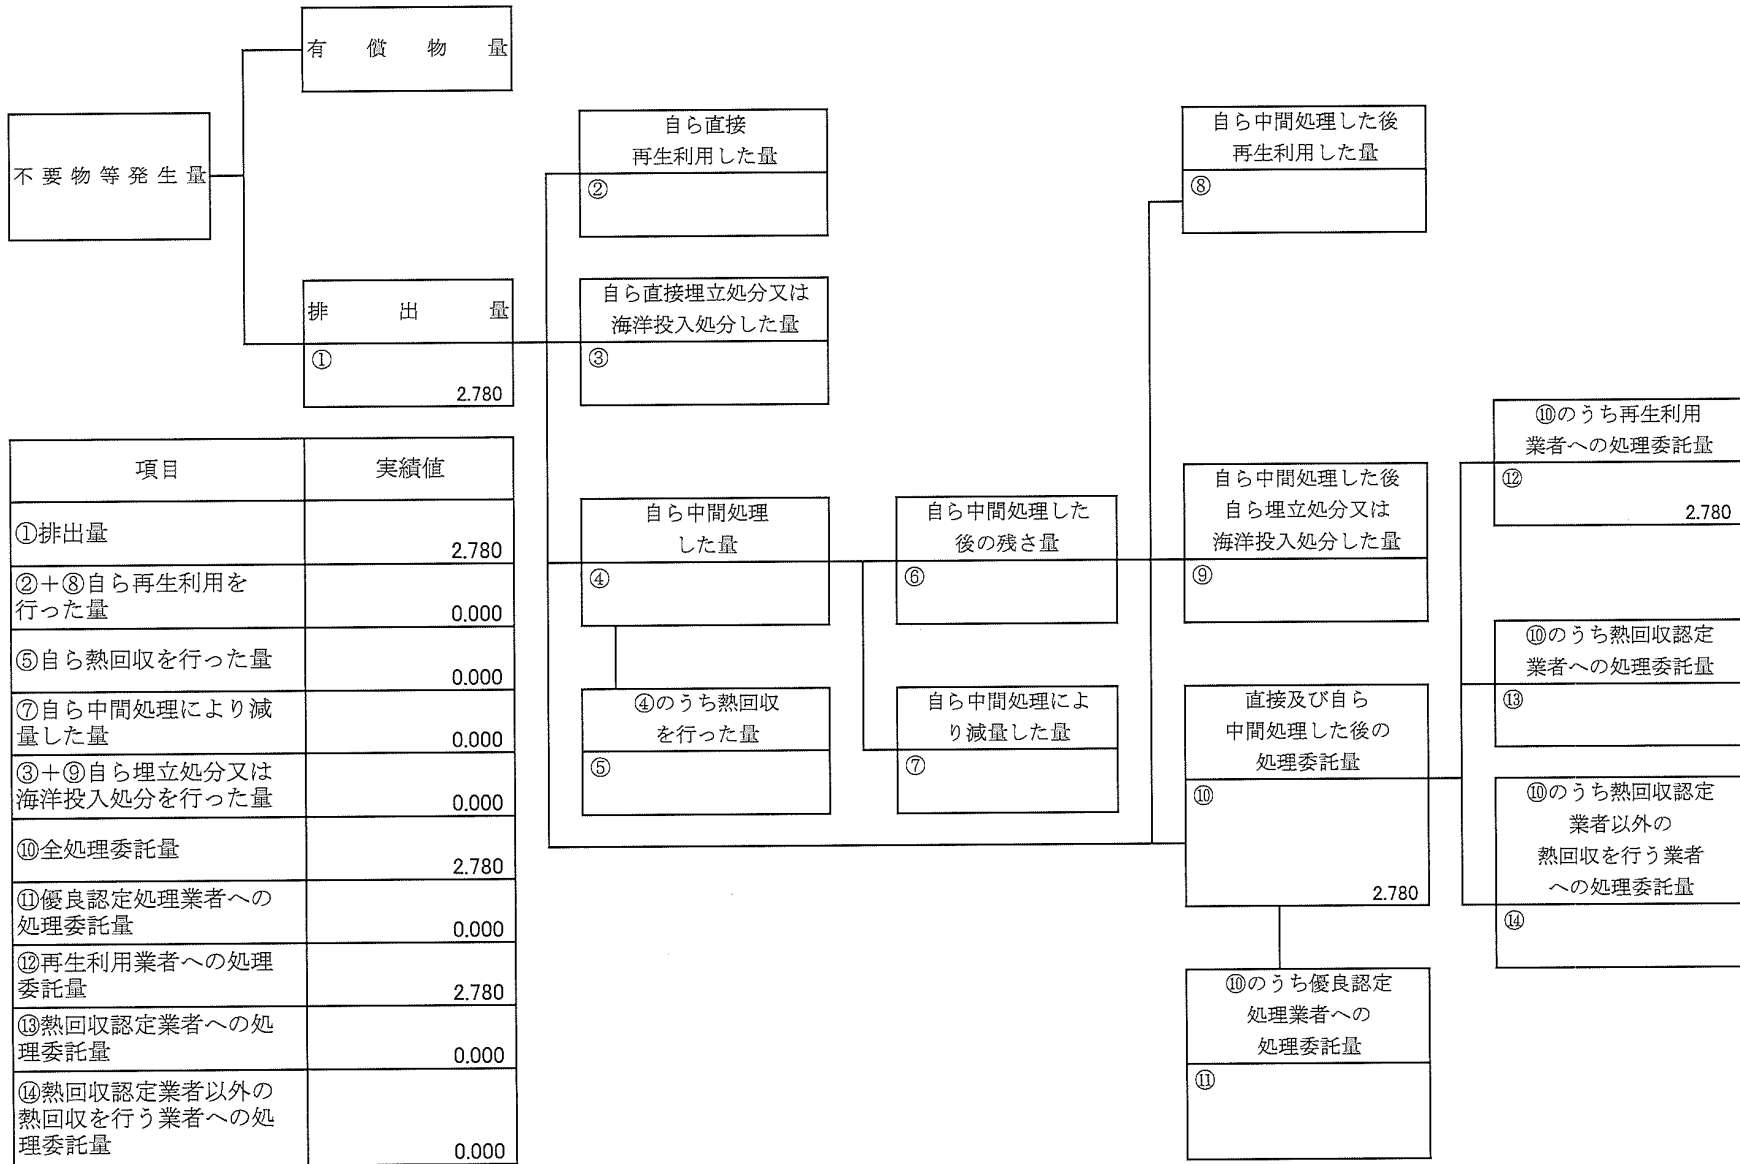 有償物量
不要物等発生量
排出量
①
2.780
自ら直接
再生利用した量
②
自ら直接埋立処分又は
海洋投入処分した量
③
自ら中間処理
した量
④
④のうち熱回収
を行った量
⑤
自ら中間処理した
後の残さ量
⑥
自ら中間処理によ
り減量した量
⑦
自ら中間処理した後
再生利用した量
⑧
自ら中間処理した後
自ら埋立処分又は
海洋投入処分した量
⑨
直接及び自ら
中間処理した後の
処理委託量
⑩
2.780
⑩のうち優良認定
処理業者への
処理委託量
⑪
⑩のうち再生利用
業者への処理委託量
⑫
2.780
⑩のうち熱回収認定
業者への処理委託量
⑬
⑩のうち熱回収認定
業者以外の
熱回収を行う業者
への処理委託量
⑭
項目 実績値
①排出量
2.780
②+⑧自ら再生利用を
行った量
0.000
⑤自ら熱回収を行った量
0.000
⑦自ら中間処理により減
量した量
0.000
③+⑨自ら埋立処分又は
海洋投入処分を行った量
0.000
⑩全処理委託量
2.780
⑪優良認定処理業者への
処理委託量
0.000
⑫再生利用業者への処理
委託量
2.780
⑬熱回収認定業者への処
理委託量
0.000
⑭熱回収認定業者以外の
熱回収を行う業者への処
理委託量
0.000